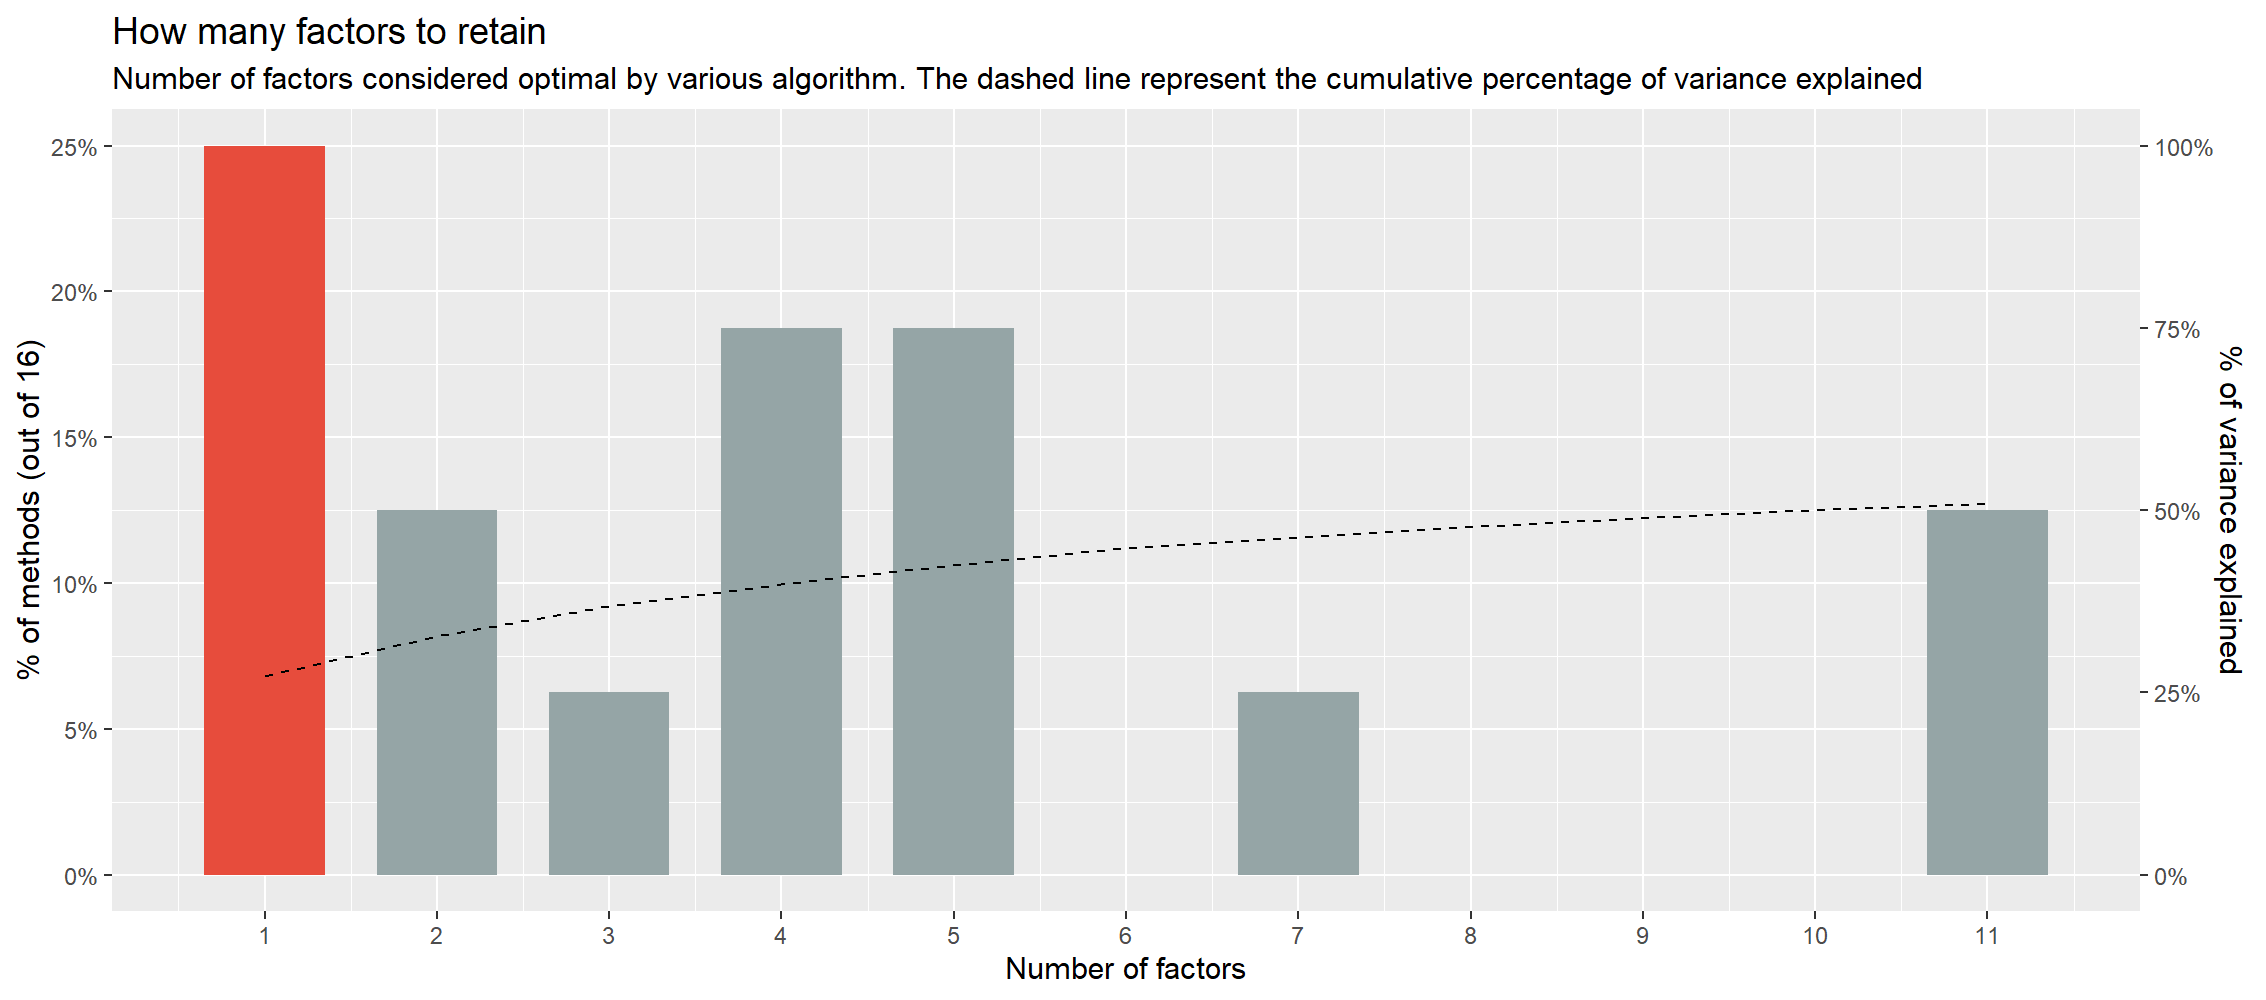 How many factors to retain
Number of factors considered optimal by various algorithm. The dashed line represent the cumulative percentage of variance explained
25%
20%
15%
10%
5%
0%
% of methods (out of 16)
100%
75%
50%
25%
0%
% of variance explained
1 2 3 4 5 6 7 8 9 10 11
Number of factors